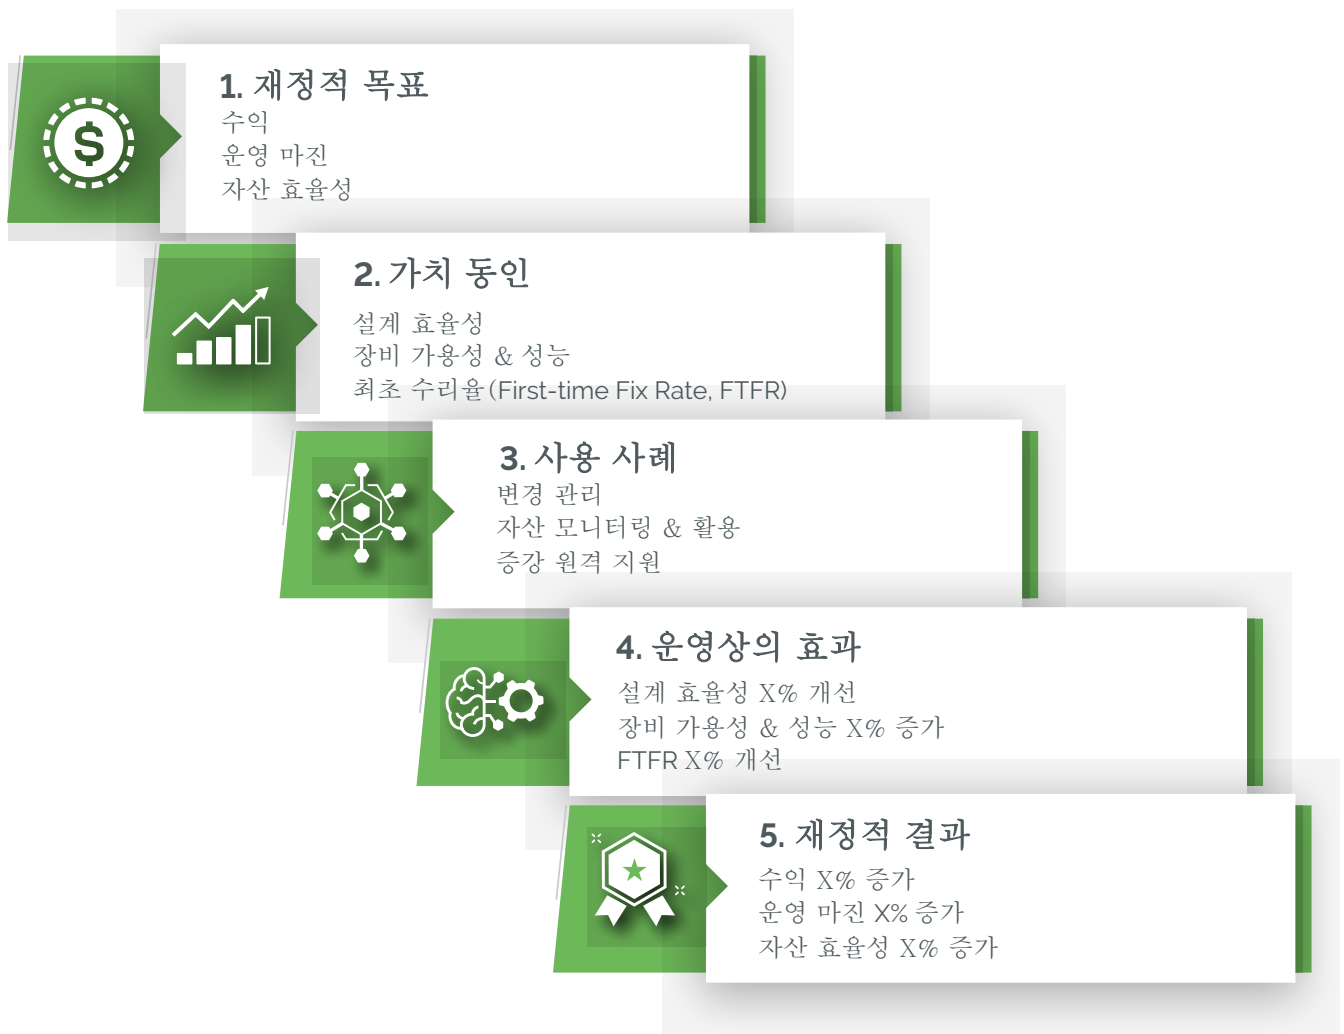 $
1. 재정적 목표
수익
운영 마진
자산 효율성
2. 가치 동인
설계 효율성
장비 가용성 & 성능
최초 수리율(First-time Fix Rate, FTFR)
3. 사용 사례
변경 관리
자산 모니터링 & 활용
증강 원격 지원
4. 운영상의 효과
설계 효율성 X% 개선
장비 가용성 & 성능 X% 증가
FTFR X% 개선
5. 재정적 결과
수익 X% 증가
운영 마진 X% 증가
자산 효율성 X% 증가